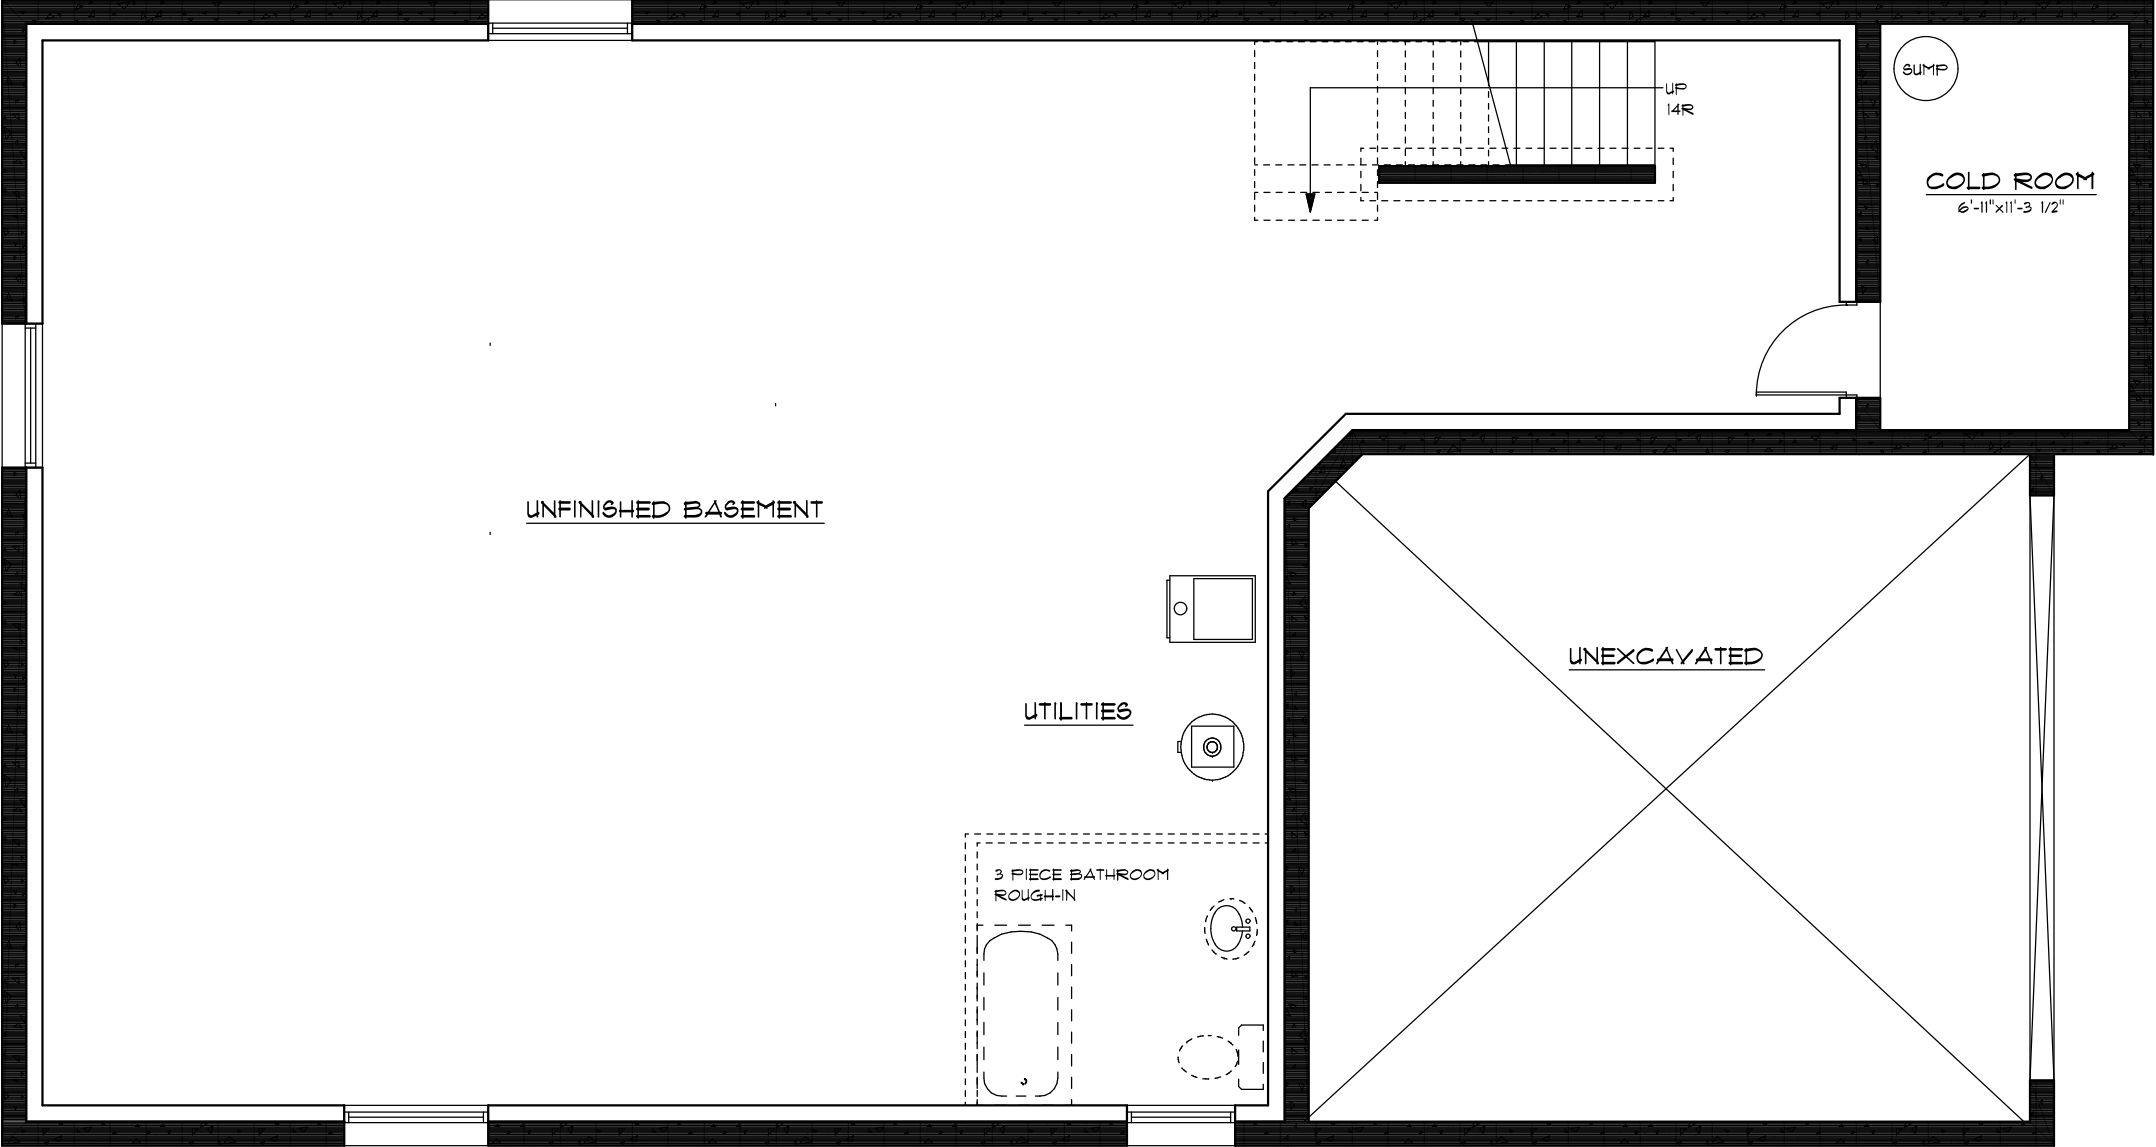 SUMP
UP
14R
COLD ROOM
6'-11"x11'-3 1/2"
UNFINISHED BASEMENT
UNEXCAVATED
UTILITIES
3 PIECE BATHROOM
ROUGH-IN